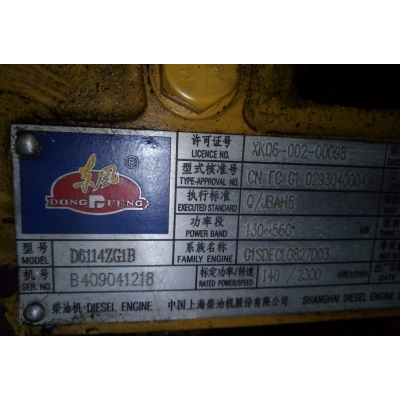 许可证号 LICENCE NO. XK06-002-00098
型式核准号 TYPE-APPROVAL NO.
执行标准 EXECUTED STANDARD Q/JBAH5
功率段 POWER BAND 130~560
东风 ®
DONG FENG
型号 MODEL D6114ZG1B
系族名称 FAMILY ENGINE G1SDFCL0827D03
机号 SER.NO. B409041218
标定功率/转速 RATED POWER/SPEED 140 / 2300 kW/r/min
柴油机 DIESEL ENGINE 中国上海柴油机股份有限公司 SHANGHAI DIESEL ENGINE